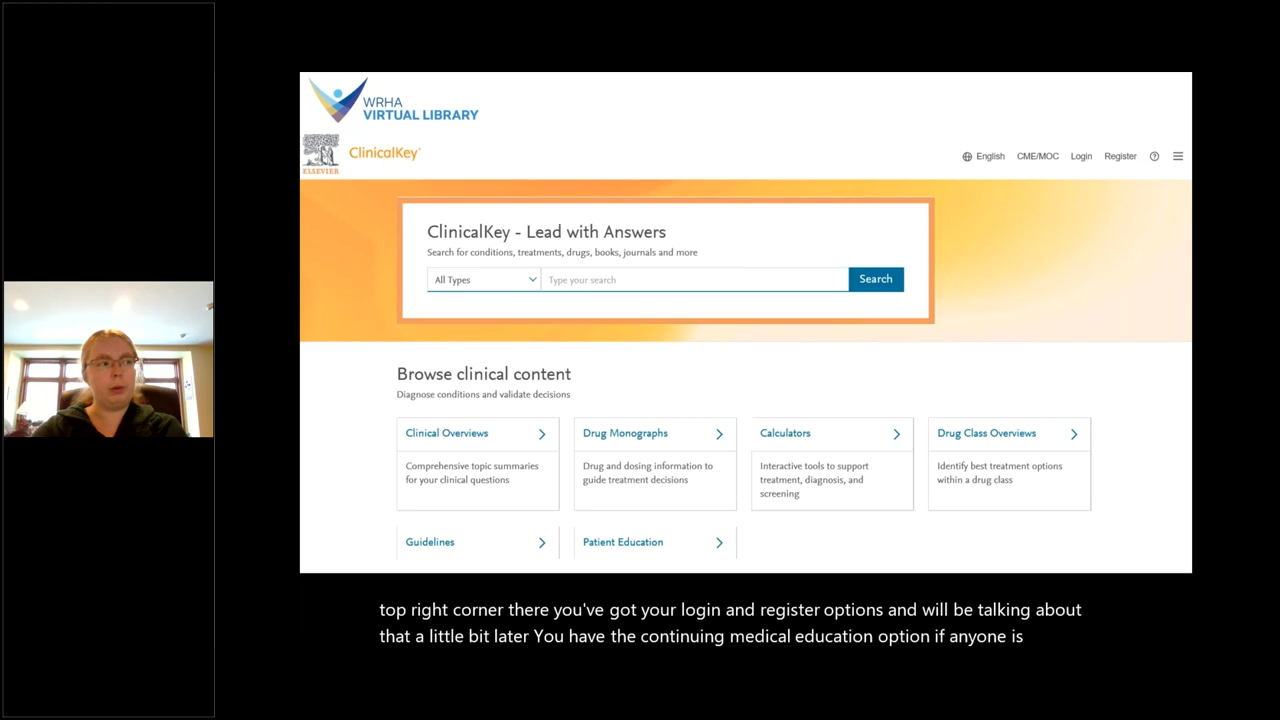 WRHA
VIRTUAL LIBRARY
ELSEVIER
ClinicalKey®
English CME/MOC Login Register
ClinicalKey - Lead with Answers
Search for conditions, treatments, drugs, books, journals and more
All Types Type your search Search
Browse clinical content
Diagnose conditions and validate decisions
Clinical Overviews
Comprehensive topic summaries
for your clinical questions
Drug Monographs
Drug and dosing information to
guide treatment decisions
Calculators
Interactive tools to support
treatment, diagnosis, and
screening
Drug Class Overviews
Identify best treatment options
within a drug class
Guidelines
Patient Education
top right corner there you've got your login and register options and will be talking about
that a little bit later You have the continuing medical education option if anyone is